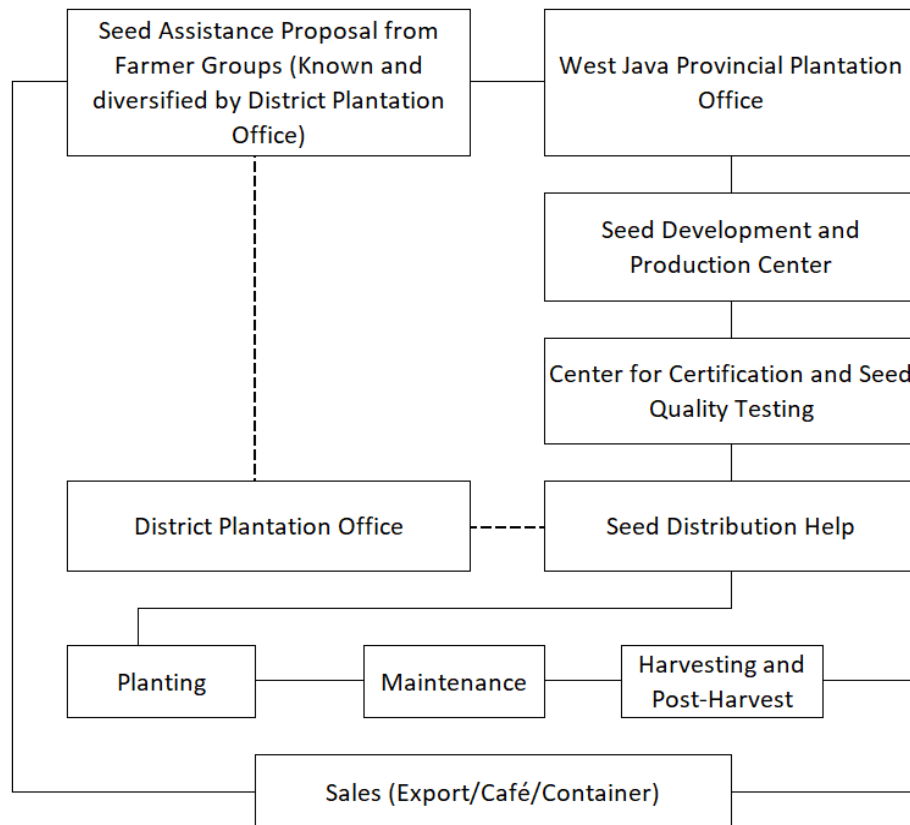 Seed Assistance Proposal from
Farmer Groups (Known and
diversified by District Plantation
Office)
West Java Provincial Plantation
Office
Seed Development and
Production Center
Center for Certification and Seed
Quality Testing
District Plantation Office
Seed Distribution Help
Planting
Maintenance
Harvesting and
Post-Harvest
Sales (Export/Café/Container)